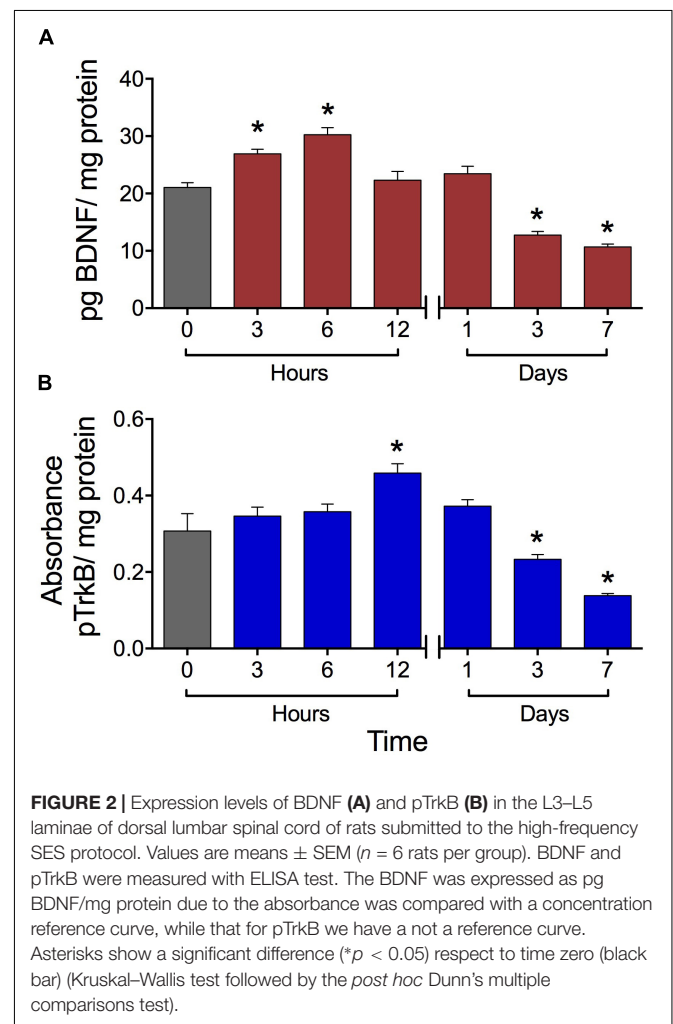 A
pg BDNF/ mg protein
40
30
20
10
0
*
*
*
*
0 3 6 12 1 3 7
Hours Days
B
Absorbance
pTrkB/ mg protein
0.6
0.4
0.2
0.0
*
*
*
0 3 6 12 1 3 7
Hours Days
Time
FIGURE 2 | Expression levels of BDNF (A) and pTrkB (B) in the L3–L5
laminae of dorsal lumbar spinal cord of rats submitted to the high-frequency
SES protocol. Values are means ± SEM (n = 6 rats per group). BDNF and
pTrkB were measured with ELISA test. The BDNF was expressed as pg
BDNF/mg protein due to the absorbance was compared with a concentration
reference curve, while that for pTrkB we have a not a reference curve.
Asterisks show a significant difference (*p < 0.05) respect to time zero (black
bar) (Kruskal–Wallis test followed by the post hoc Dunn's multiple
comparisons test).